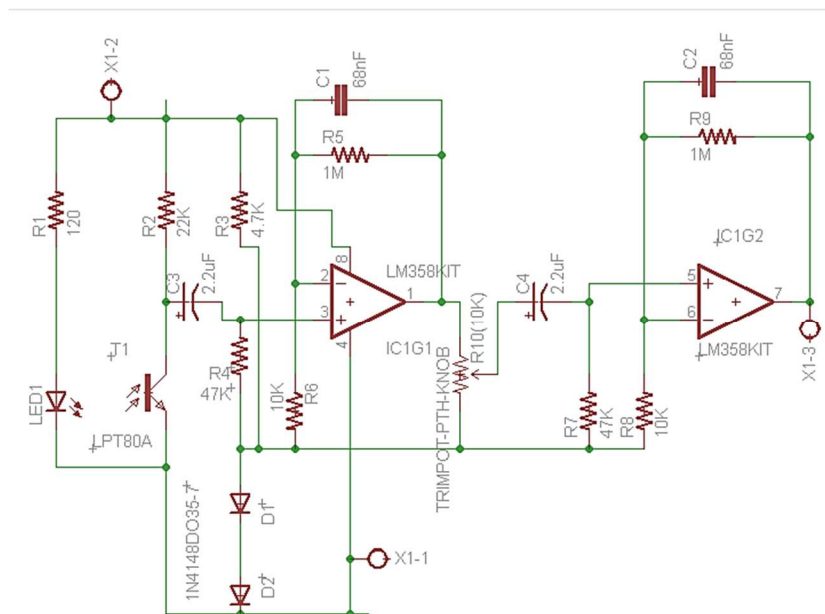 X1-2
C1
68nF
R5
1M
C2
68nF
R9
1M
R1
120
R2
22K
R3
4.7K
C3
2.2uF
8
2
3
4
1
LM358KIT
IC1G1
C4
2.2uF
IC1G2
5
6
7
LM358KIT
X1-3
T1
LPT80A
LED1
R4
47K
10K
R6
R10(10K)
TRIMPOT-PTH-KNOB
R7
47K
R8
10K
1N4148DO35-7
D1
D2
X1-1